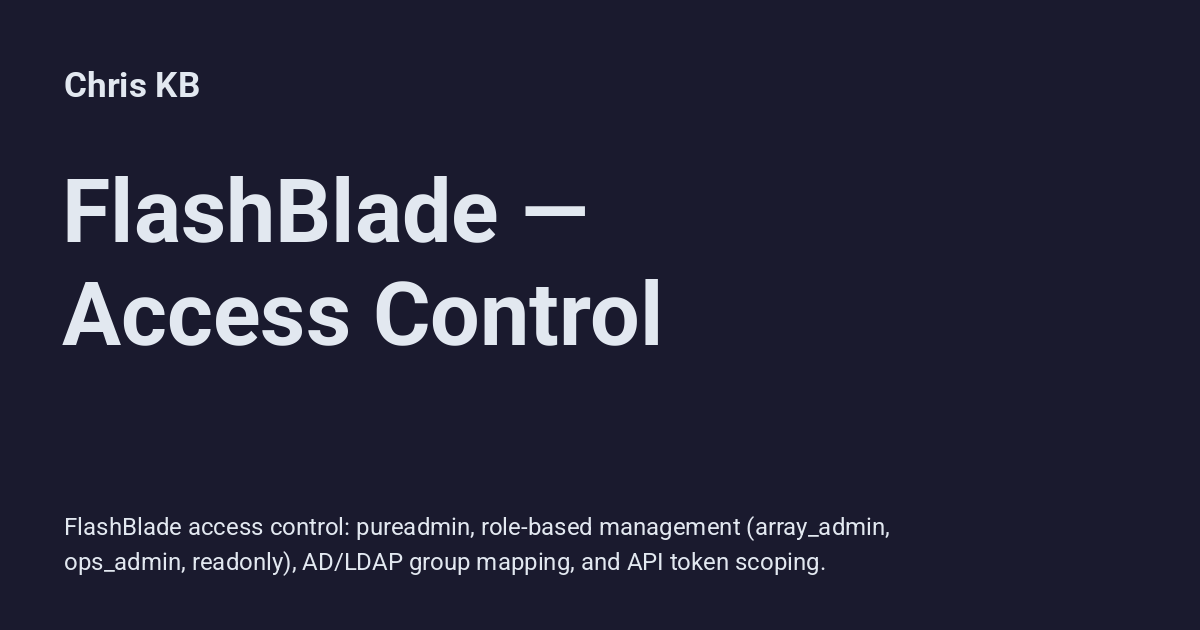 Chris KB
FlashBlade —
Access Control
FlashBlade access control: pureadmin, role-based management (array_admin,
ops_admin, readonly), AD/LDAP group mapping, and API token scoping.